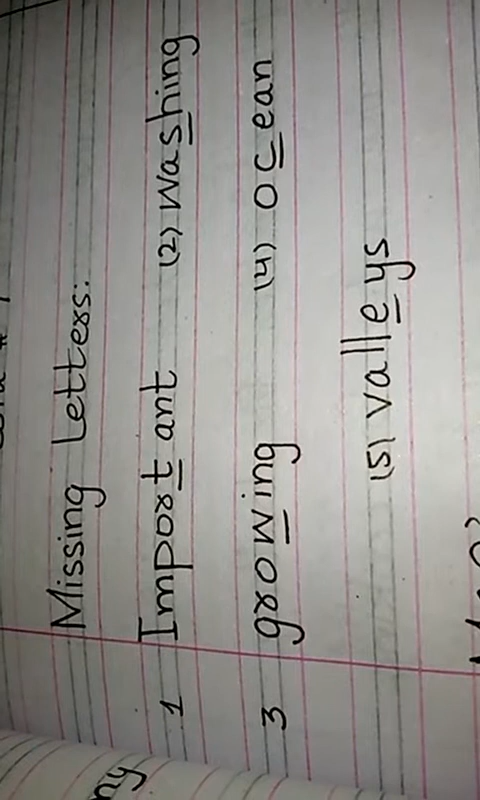 Missing Letters:
1 Important (2) Washing
3 growing (4) Ocean
(5) valleys